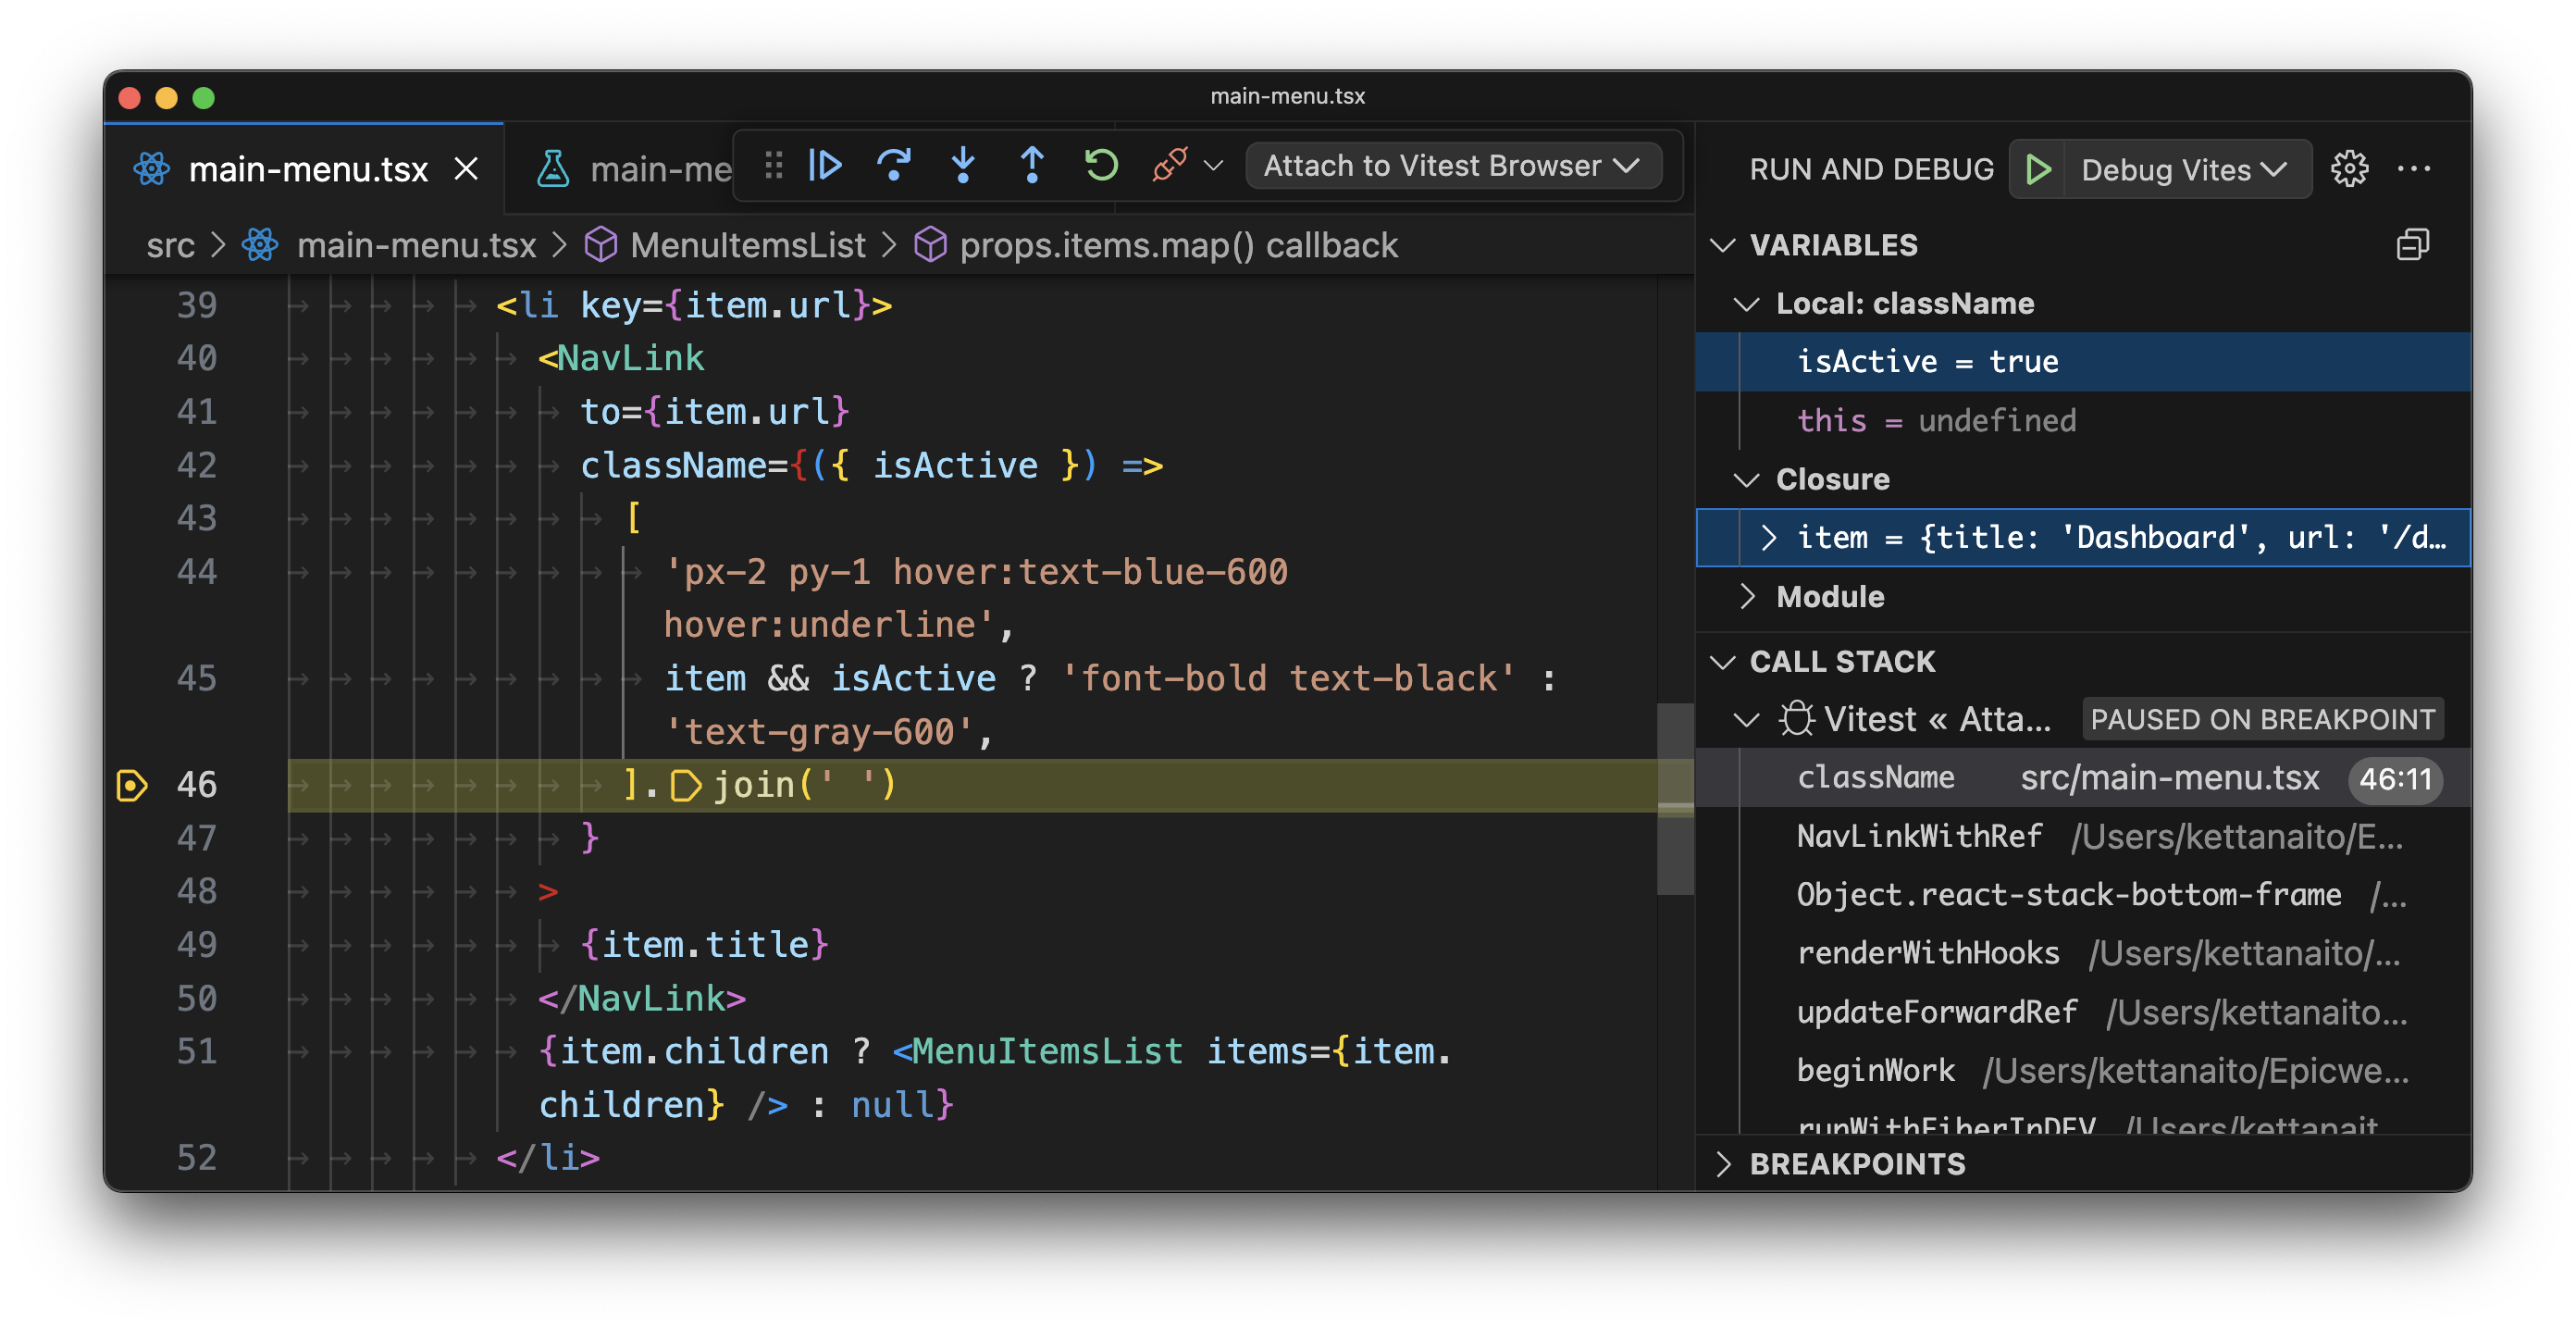 main-menu.tsx
main-menu.tsx
main-me
Attach to Vitest Browser
src > main-menu.tsx > MenuItemsList > props.items.map() callback
39 <li key={item.url}>
40 <NavLink
41 to={item.url}
42 className={({ isActive }) =>
43 [
44 'px-2 py-1 hover:text-blue-600
hover:underline',
45 item && isActive ? 'font-bold text-black' :
'text-gray-600',
46 ].join(' ')
47 }
48 >
49 {item.title}
50 </NavLink>
51 {item.children ? <MenuItemsList items={item.
children} /> : null}
52 </li>
RUN AND DEBUG
Debug Vites
VARIABLES
Local: className
isActive = true
this = undefined
Closure
item = {title: 'Dashboard', url: '/d…
Module
CALL STACK
Vitest « Atta… PAUSED ON BREAKPOINT
className src/main-menu.tsx 46:11
NavLinkWithRef /Users/kettanaito/E…
Object.react-stack-bottom-frame /…
renderWithHooks /Users/kettanaito/…
updateForwardRef /Users/kettanaito…
beginWork /Users/kettanaito/Epicwe…
runWithFiberInDEV /Users/kettanait
BREAKPOINTS